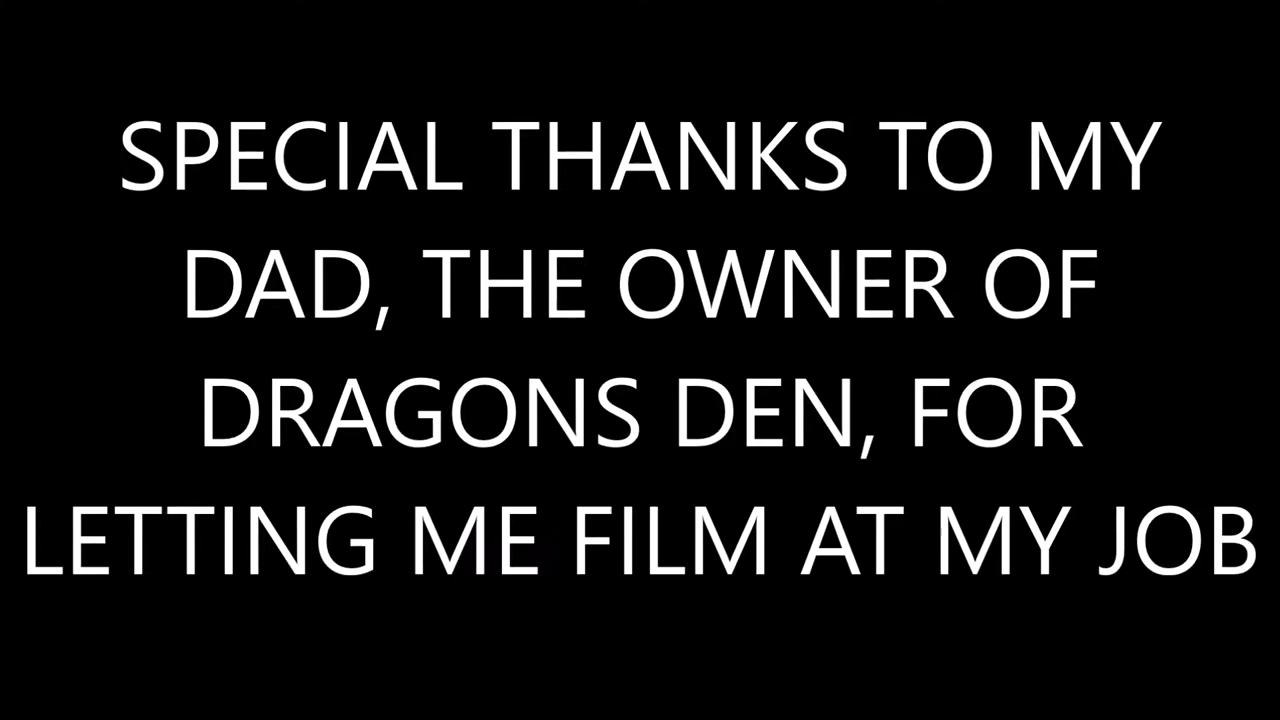 SPECIAL THANKS TO MY
DAD, THE OWNER OF
DRAGONS DEN, FOR
LETTING ME FILM AT MY JOB